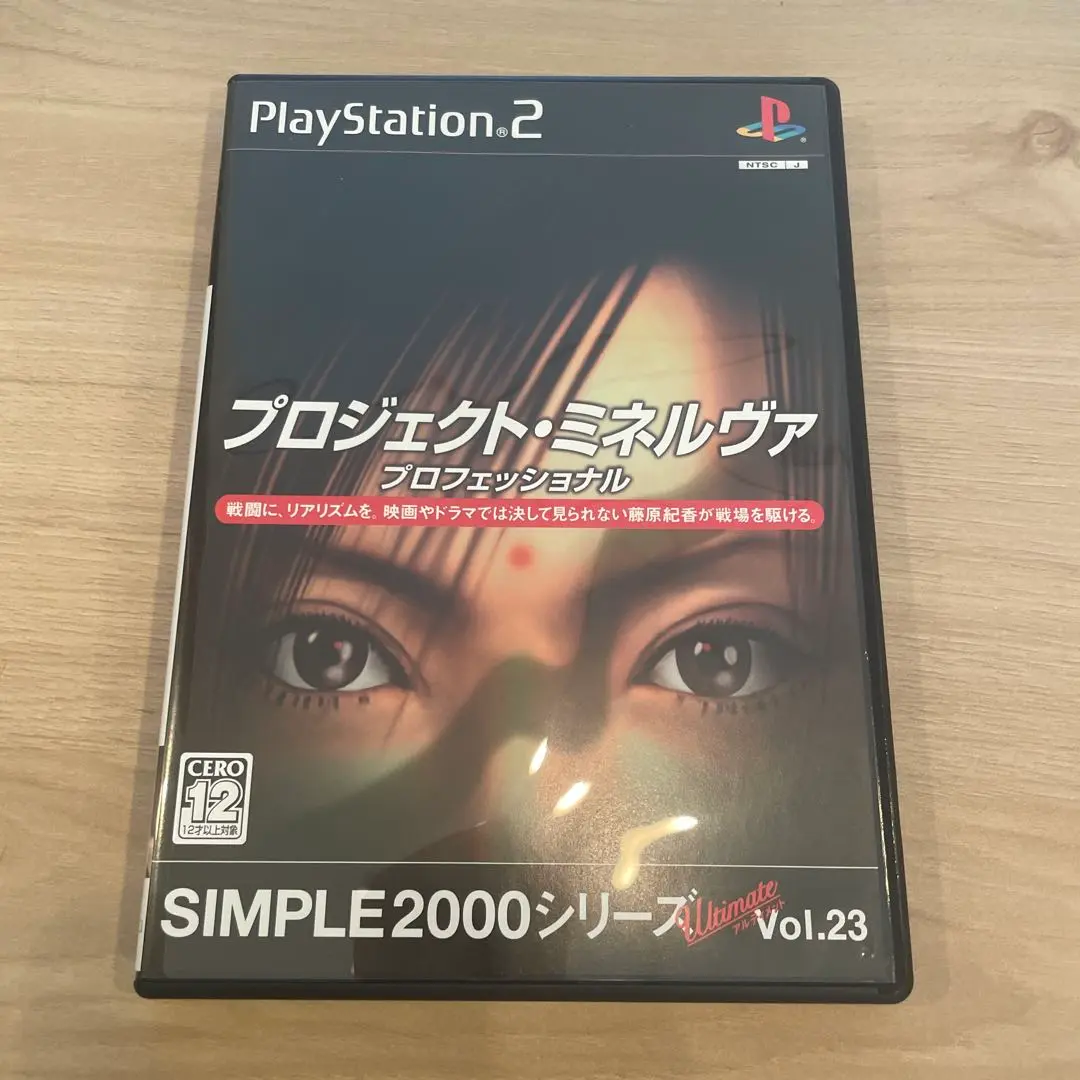 PlayStation®2
NTSC J
プロジェクト・ミネルヴァ
プロフェッショナル
戦闘に、リアリズムを。映画やドラマでは決して見られない藤原紀香が戦場を駆ける。
CERO
12
12才以上対象
SIMPLE2000シリーズ Ultimate Vol.23
アルティメット